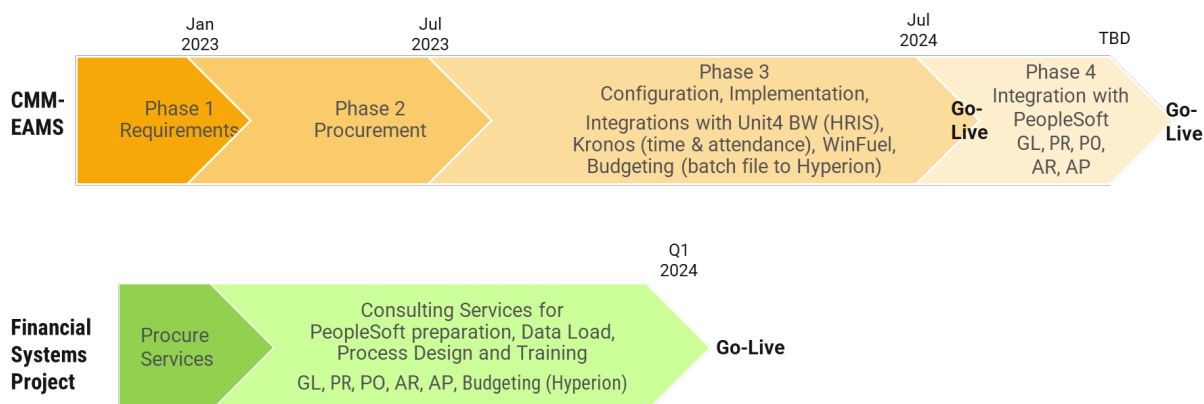 Jan
2023
Jul
2023
Jul
2024
TBD
CMM-
EAMS
Phase 1
Requirements
Phase 2
Procurement
Phase 3
Configuration, Implementation,
Integrations with Unit4 BW (HRIS),
Kronos (time & attendance), WinFuel,
Budgeting (batch file to Hyperion)
Go-
Live
Phase 4
Integration with
PeopleSoft
GL, PR, PO,
AR, AP
Go-
Live
Q1
2024
Financial
Systems
Project
Procure
Services
Consulting Services for
PeopleSoft preparation, Data Load,
Process Design and Training
GL, PR, PO, AR, AP, Budgeting (Hyperion)
Go-Live